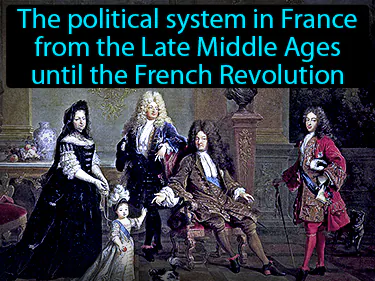 The political system in France
from the Late Middle Ages
until the French Revolution